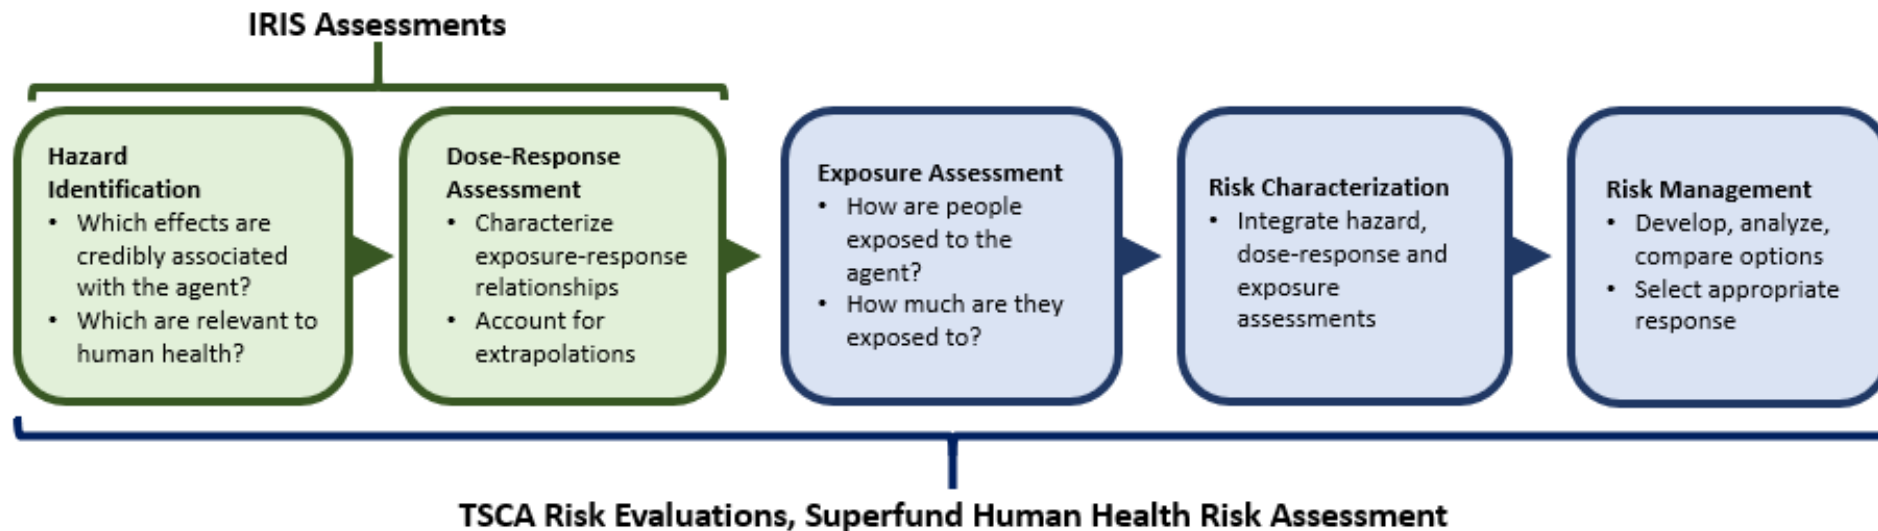 IRIS Assessments
Hazard
Identification
• Which effects are
credibly associated
with the agent?
• Which are relevant to
human health?
Dose-Response
Assessment
• Characterize
exposure-response
relationships
• Account for
extrapolations
Exposure Assessment
• How are people
exposed to the
agent?
• How much are they
exposed to?
Risk Characterization
• Integrate hazard,
dose-response and
exposure
assessments
Risk Management
• Develop, analyze,
compare options
• Select appropriate
response
TSCA Risk Evaluations, Superfund Human Health Risk Assessment